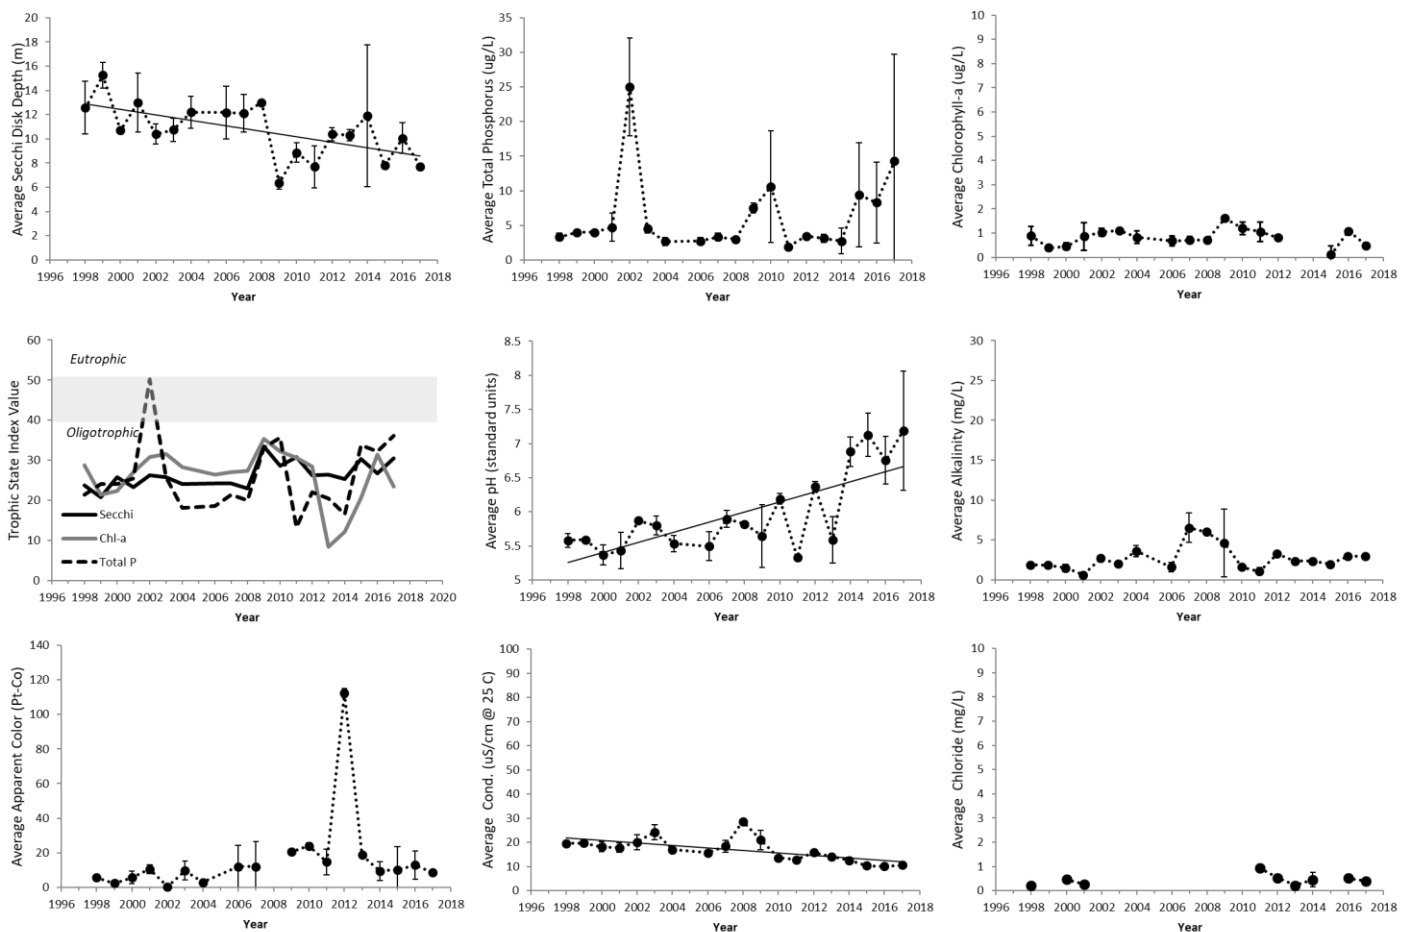 Average Secchi Disk Depth (m)
20
18
16
14
12
10
8
6
4
2
0
1996 1998 2000 2002 2004 2006 2008 2010 2012 2014 2016 2018
Year
Average Total Phosphorus (ug/L)
35
30
25
20
15
10
5
0
1996 1998 2000 2002 2004 2006 2008 2010 2012 2014 2016 2018
Year
Average Chlorophyll-a (ug/L)
10
9
8
7
6
5
4
3
2
1
0
1996 1998 2000 2002 2004 2006 2008 2010 2012 2014 2016 2018
Year
Trophic State Index Value
60
50
40
30
20
10
0
Eutrophic
Oligotrophic
Secchi
Chl-a
Total P
1996 1998 2000 2002 2004 2006 2008 2010 2012 2014 2016 2018 2020
Year
Average pH (standard units)
8.5
8
7.5
7
6.5
6
5.5
5
1996 1998 2000 2002 2004 2006 2008 2010 2012 2014 2016 2018
Year
Average Alkalinity (mg/L)
30
25
20
15
10
5
0
1996 1998 2000 2002 2004 2006 2008 2010 2012 2014 2016 2018
Year
Average Apparent Color (Pt-Co)
140
120
100
80
60
40
20
0
1996 1998 2000 2002 2004 2006 2008 2010 2012 2014 2016 2018
Year
Average Cond. (uS/cm @ 25 C)
100
90
80
70
60
50
40
30
20
10
0
1996 1998 2000 2002 2004 2006 2008 2010 2012 2014 2016 2018
Year
Average Chloride (mg/L)
10
9
8
7
6
5
4
3
2
1
0
1996 1998 2000 2002 2004 2006 2008 2010 2012 2014 2016 2018
Year